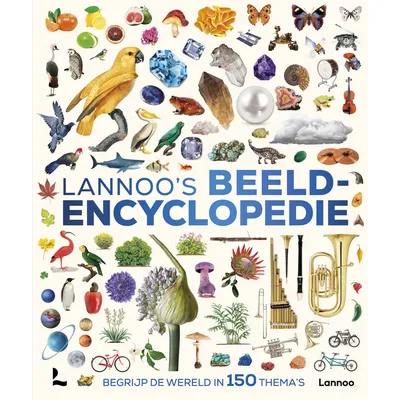 LANNOO'S BEELD-
ENCYCLOPEDIE
BEGRIJP DE WERELD IN 150 THEMA'S
Lannoo